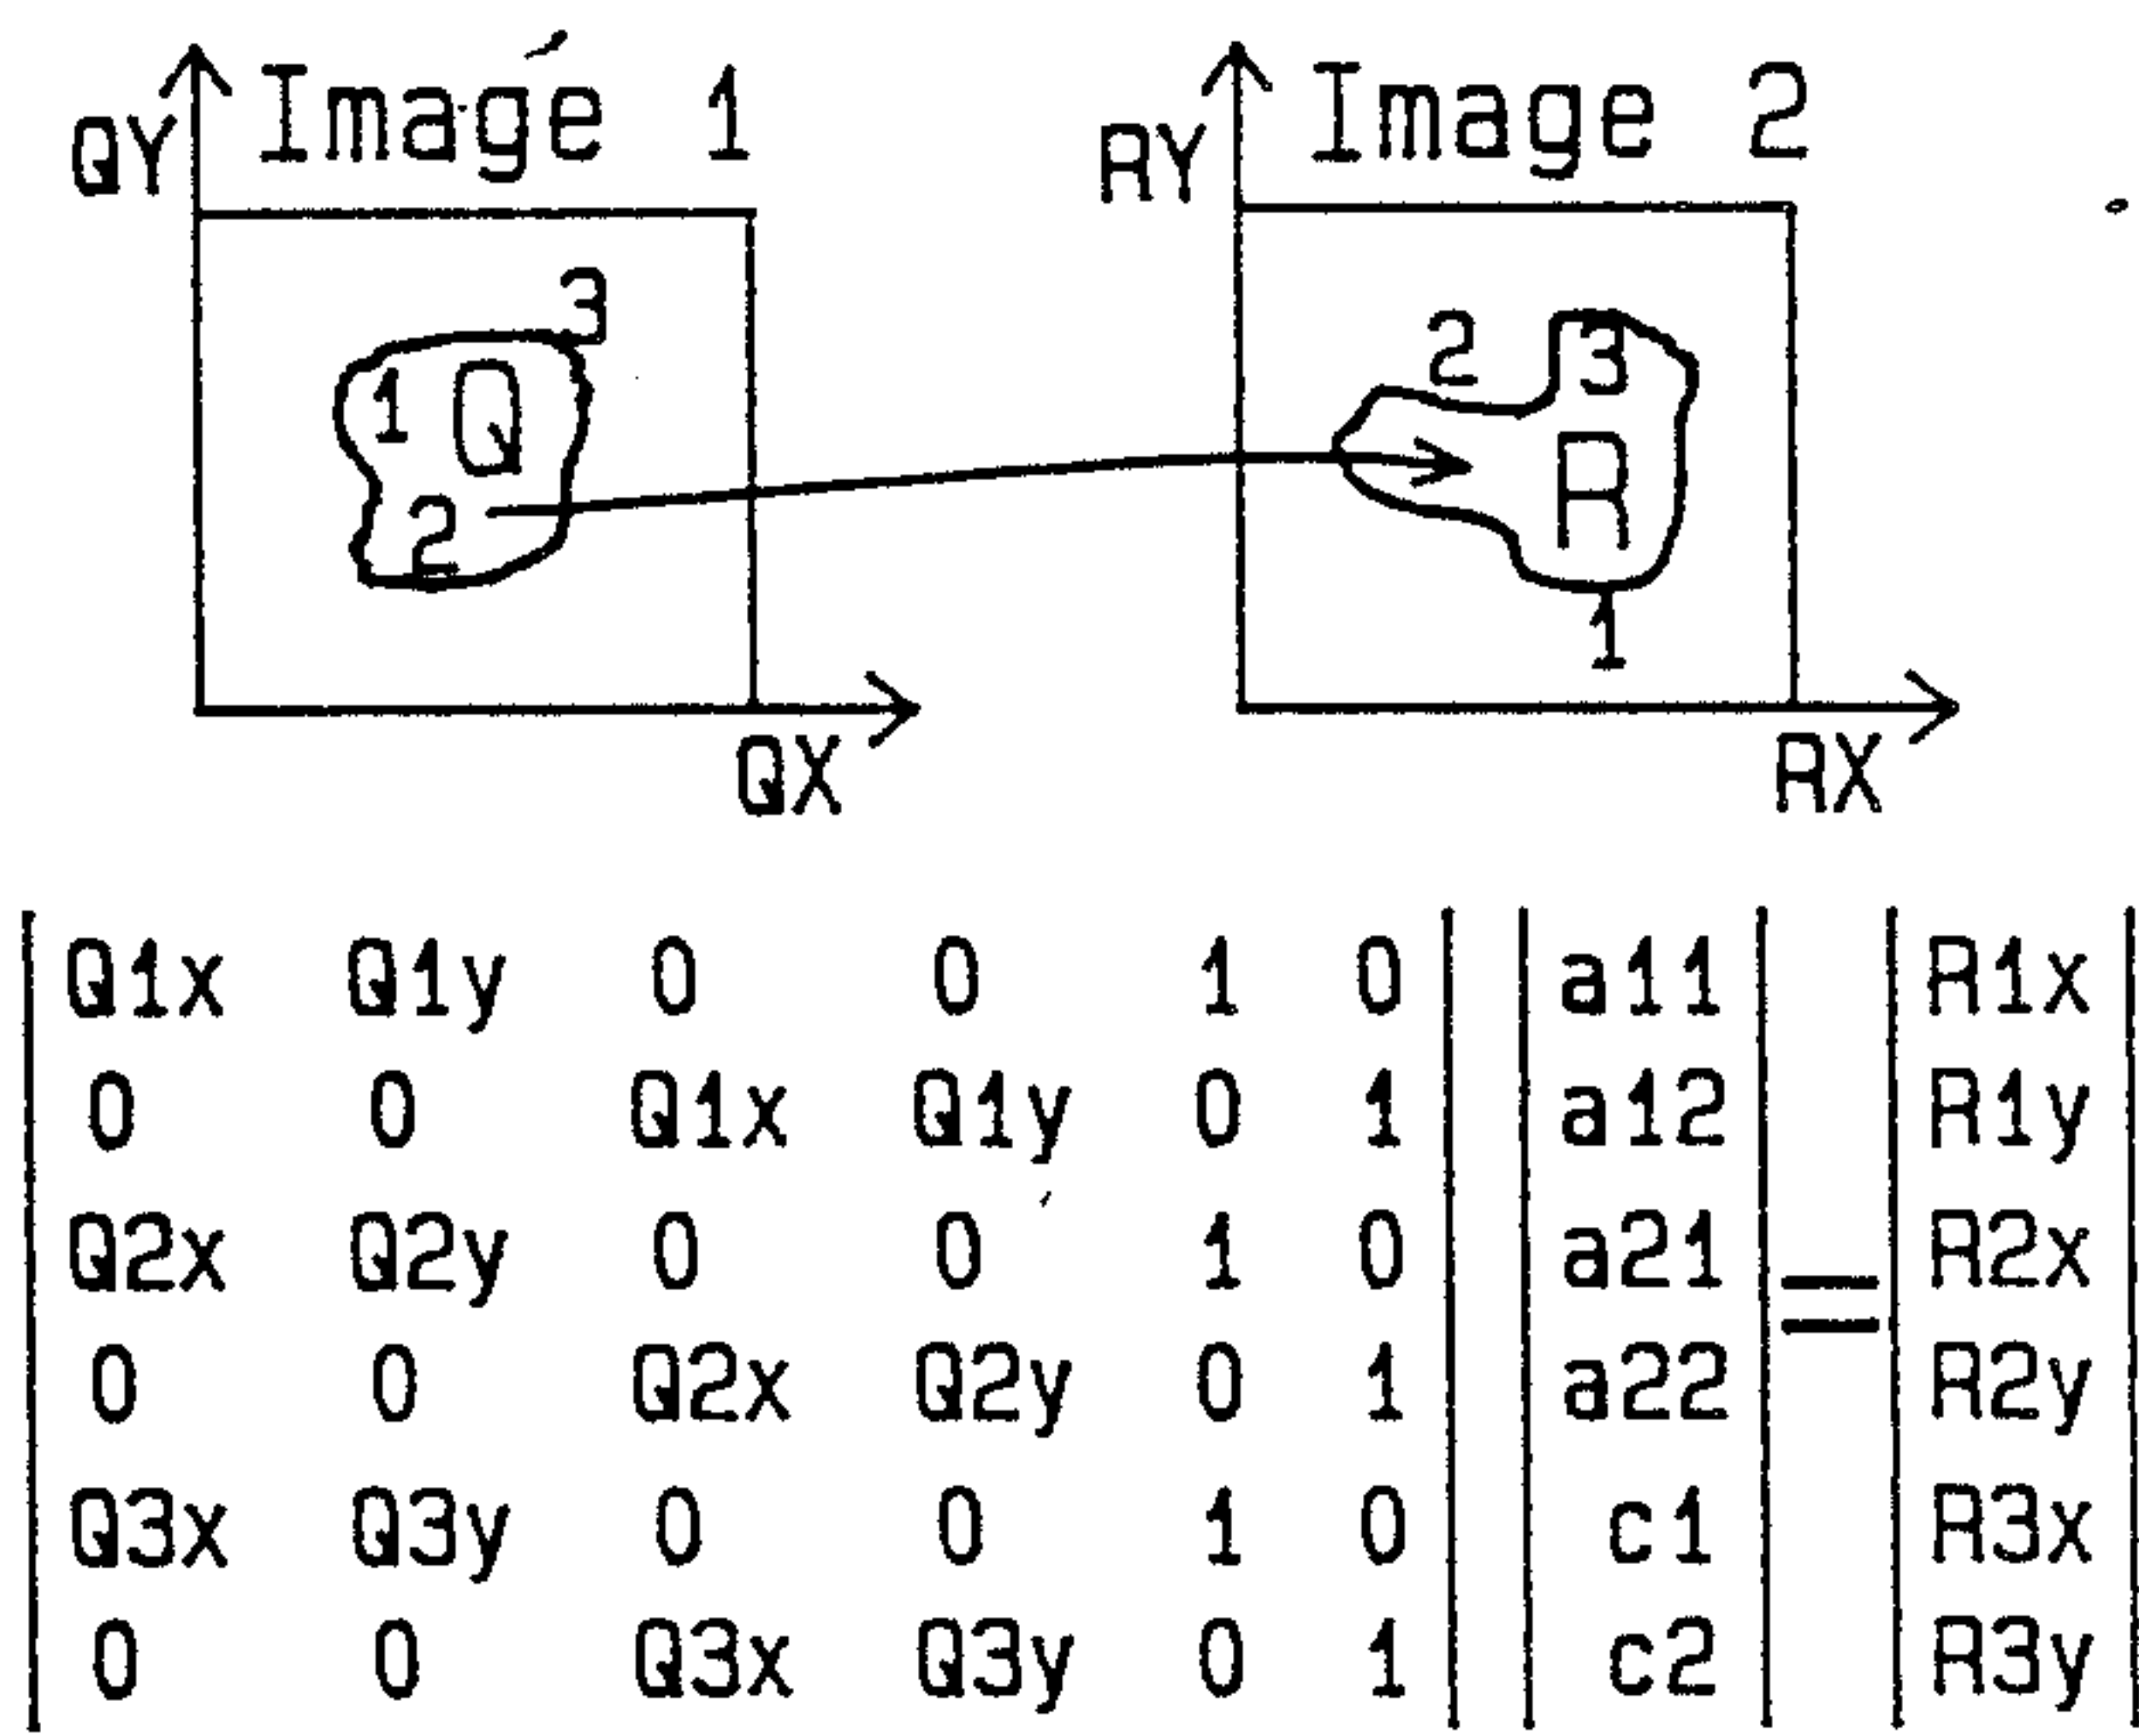 Image 1 Image 2
QY RY
3
2 3
1 Q
R
2
1
QX RX
Q1x Q1y 0 0 1 0 a11 R1x
0 0 Q1x Q1y 0 1 a12 R1y
Q2x Q2y 0 0 1 0 a21 R2x
=
0 0 Q2x Q2y 0 1 a22 R2y
Q3x Q3y 0 0 1 0 c1 R3x
0 0 Q3x Q3y 0 1 c2 R3y